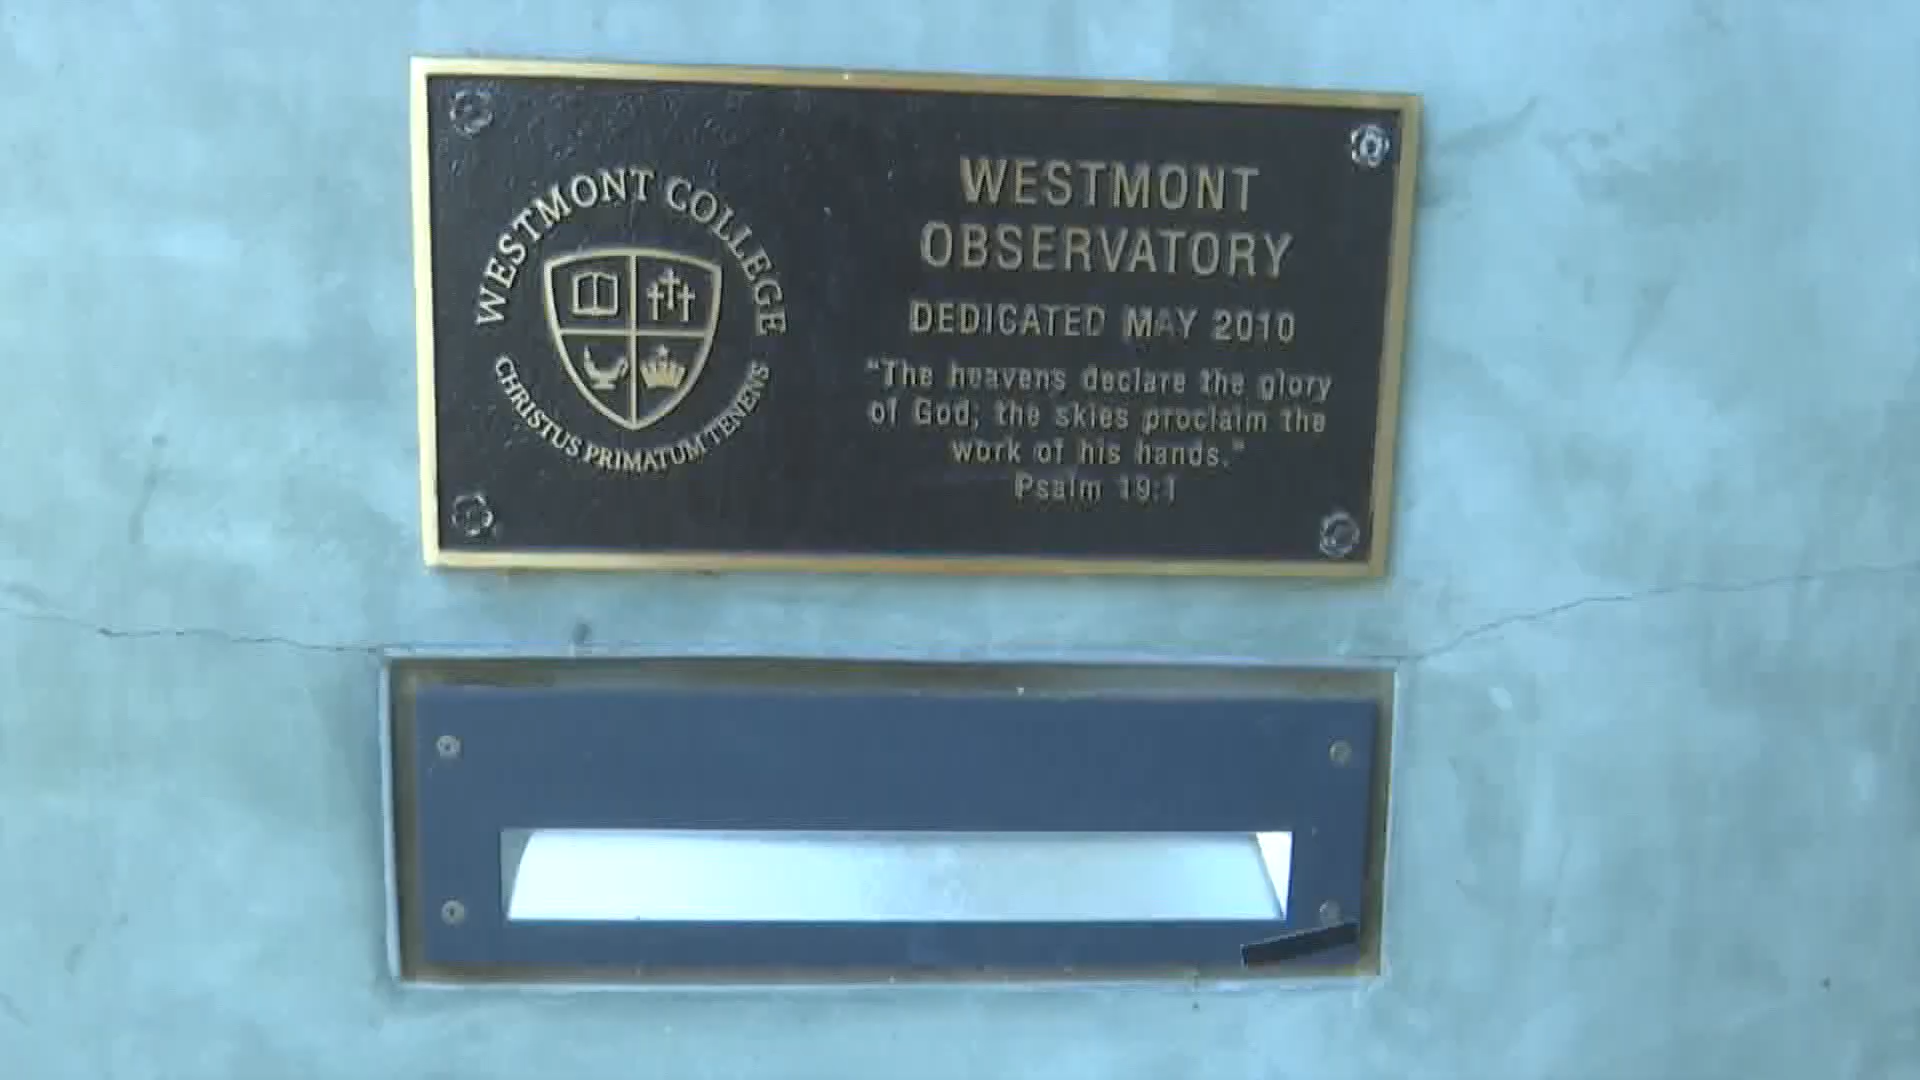 WESTMONT COLLEGE
CHRISTUS PRIMATUM TENENS
WESTMONT
OBSERVATORY
DEDICATED MAY 2010
"The heavens declare the glory
of God; the skies proclaim the
work of his hands."
Psalm 19:1